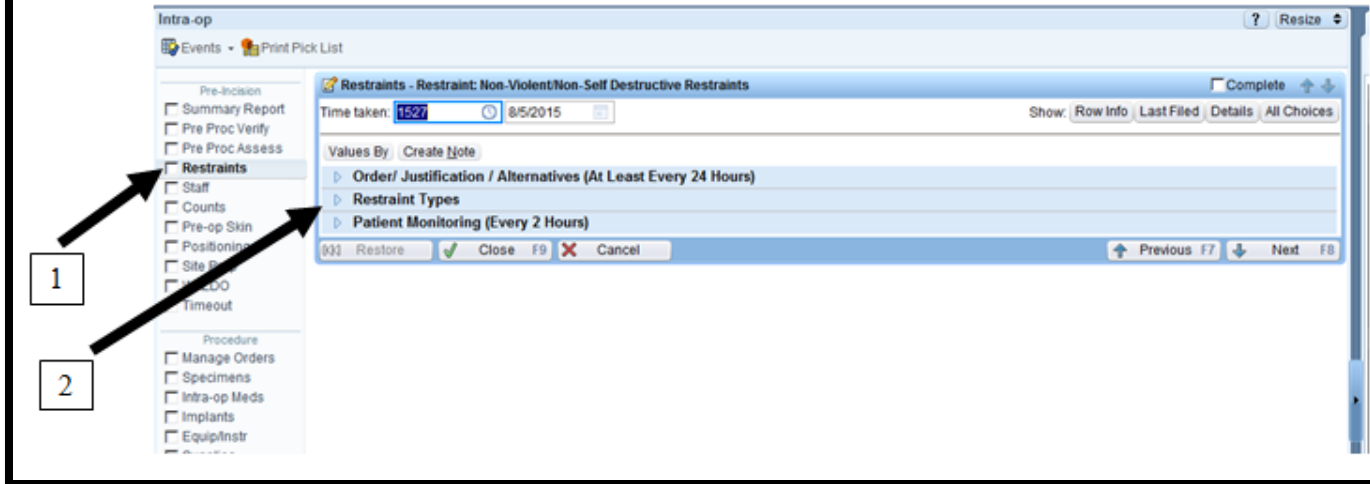 Intra-op
? Resize
Events Print Pick List
Pre-Incision
Summary Report
Pre Proc Verify
Pre Proc Assess
Restraints
Staff
Counts
Pre-op Skin
Positioning
Site
Timeout
Procedure
Manage Orders
Specimens
Intra-op Meds
Implants
Equip/Instr
Restraints - Restraint: Non-Violent/Non-Self Destructive Restraints Complete
Time taken: 1527 8/5/2015 Show: Row Info Last Filed Details All Choices
Values By Create Note
Order/ Justification / Alternatives (At Least Every 24 Hours)
Restraint Types
Patient Monitoring (Every 2 Hours)
Restore Close F9 Cancel Previous F7 Next F8
1
2